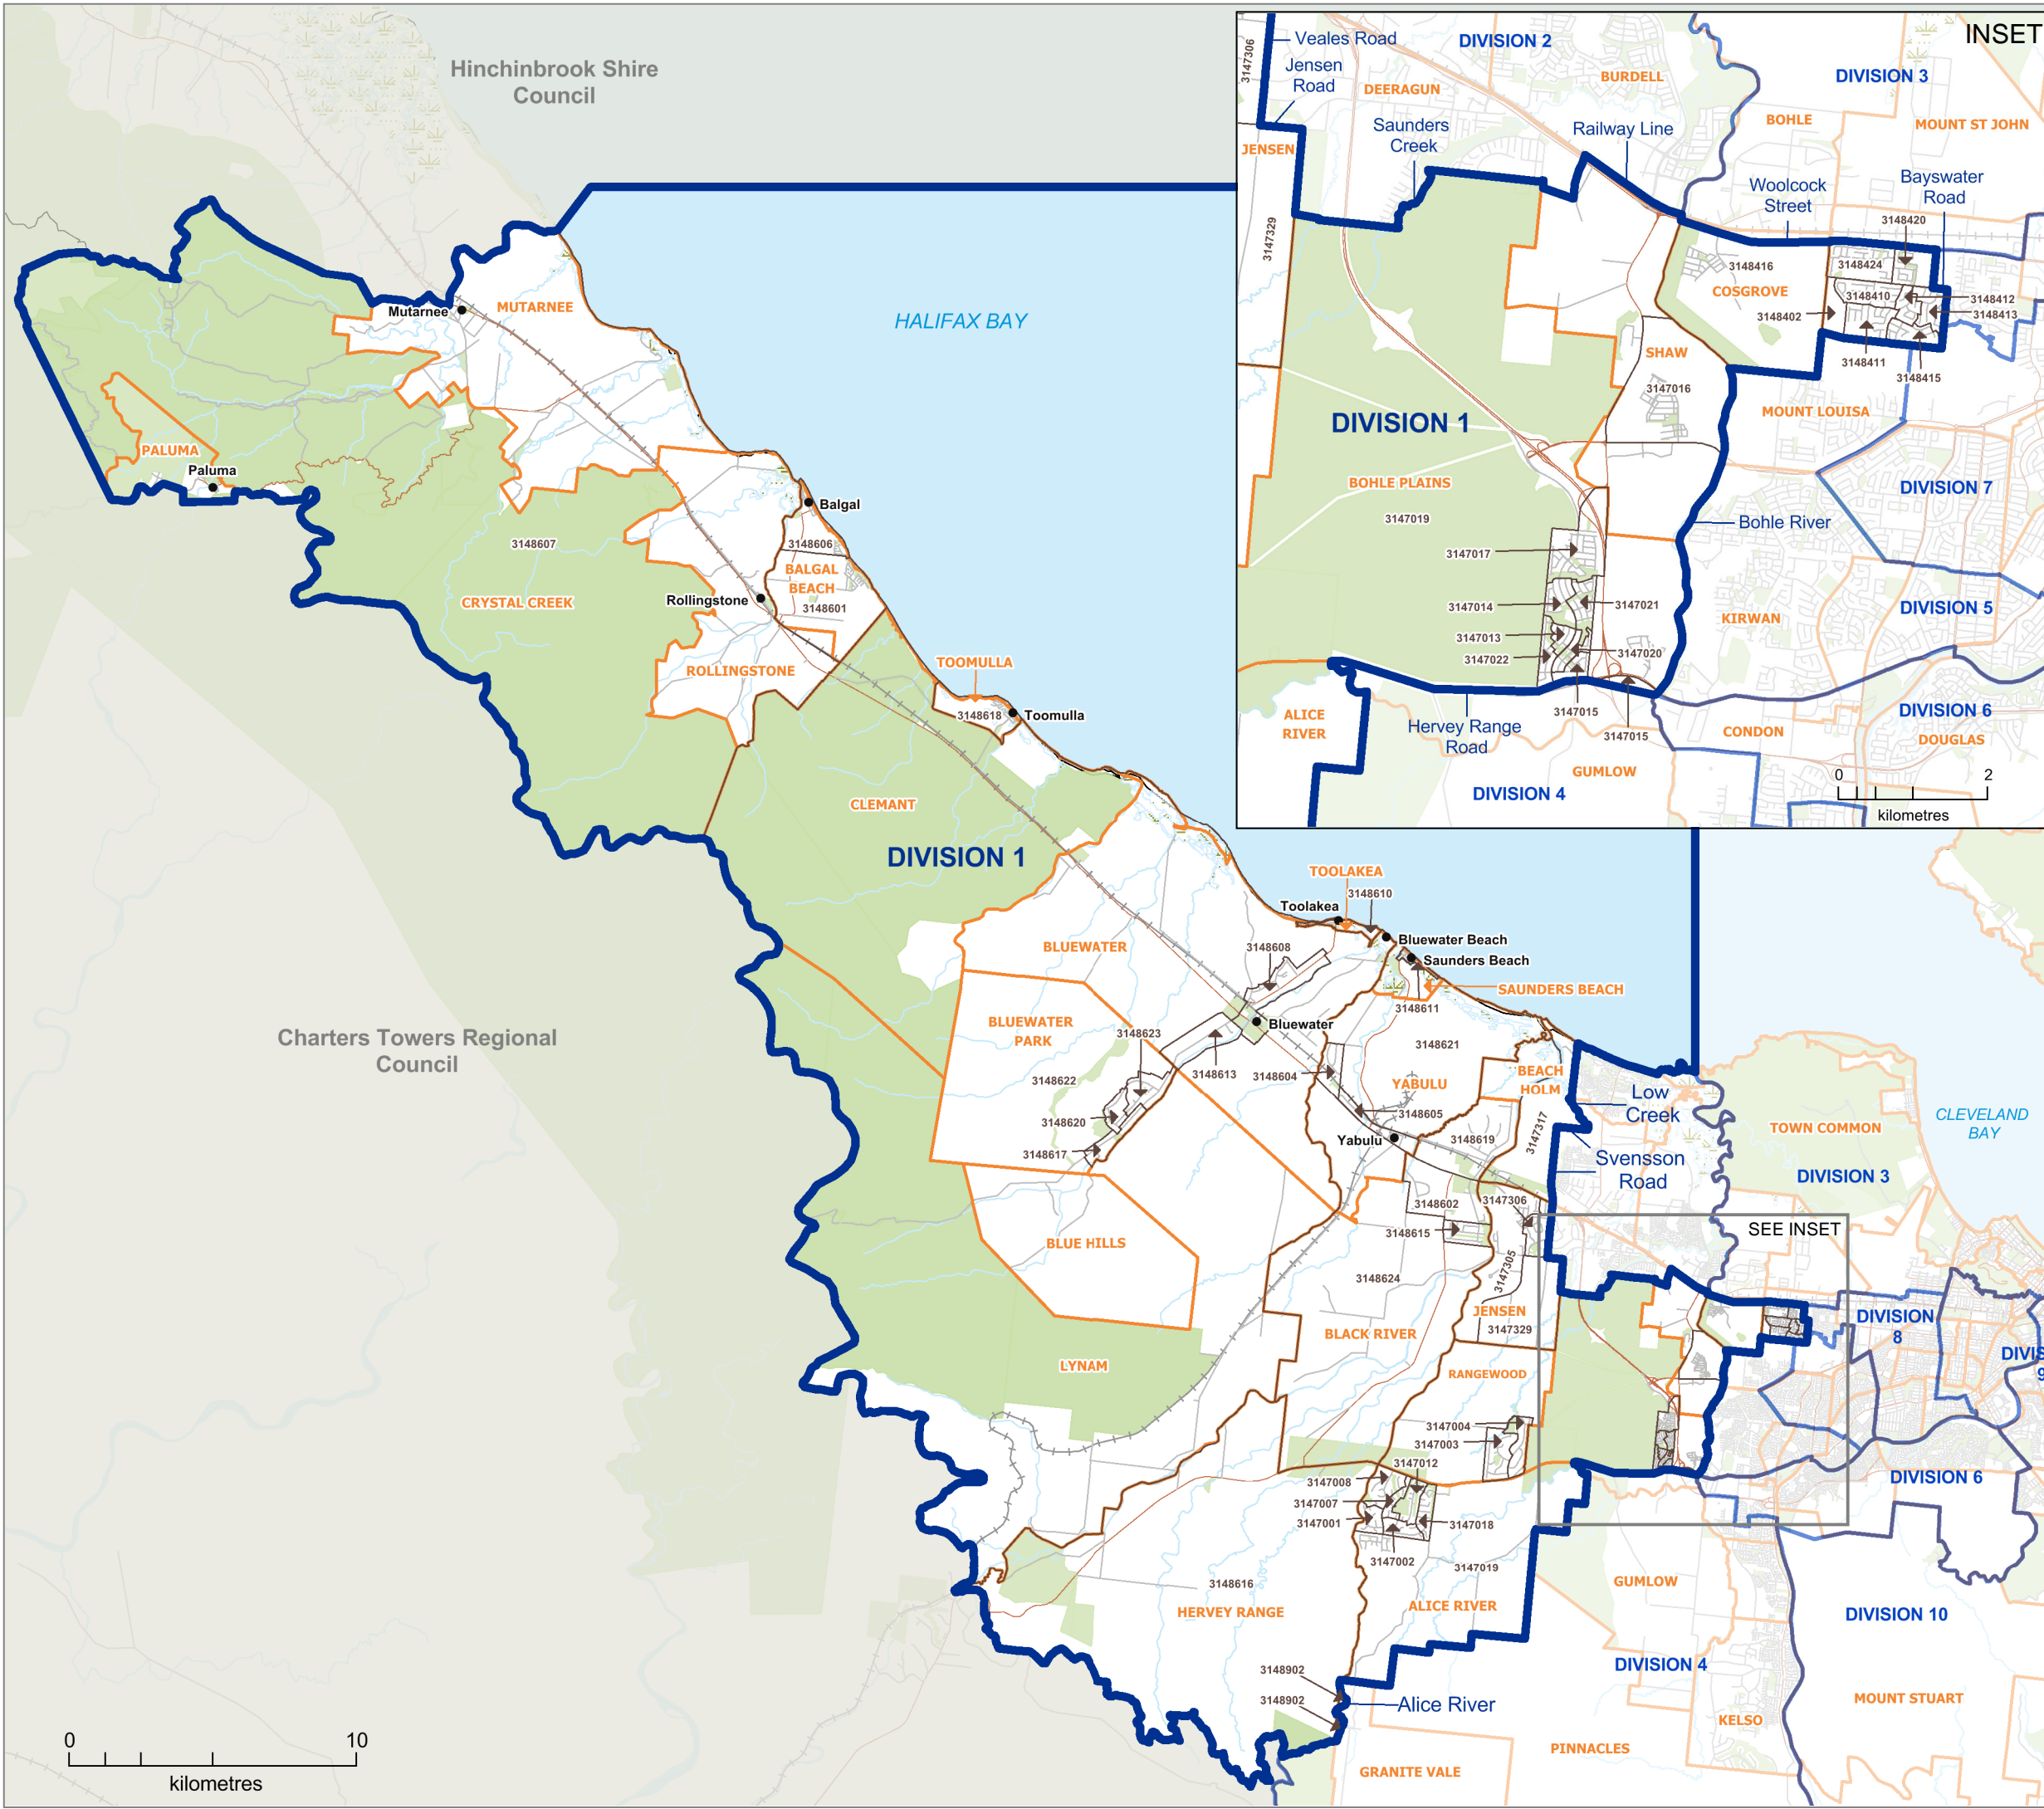 Hinchinbrook Shire
Council
HALIFAX BAY
MUTARNEE
Mutarnee
PALUMA
Paluma
Balgal
3148606
3148607
BALGAL
BEACH
CRYSTAL CREEK
Rollingstone
3148601
ROLLINGSTONE
TOOMULLA
3148618
Toomulla
CLEMANT
DIVISION 1
TOOLAKEA
3148610
Toolakea
Bluewater Beach
Saunders Beach
BLUEWATER
3148608
SAUNDERS BEACH
3148611
BLUEWATER
PARK
3148623
Bluewater
3148621
Charters Towers Regional
Council
3148622
3148613
3148604
YABULU
BEACH
HOLM
3148605
3148620
Yabulu
3148619
3147317
3148617
Low
Creek
Svensson
Road
TOWN COMMON
CLEVELAND
BAY
DIVISION 3
3148602
3147306
3148615
BLUE HILLS
3147305
3148624
JENSEN
3147329
BLACK RIVER
LYNAM
RANGEWOOD
SEE INSET
DIVISION
8
DIVIS
9
3147004
3147003
3147012
3147008
3147007
3147001
3147018
3147002
3147019
DIVISION 6
3148616
HERVEY RANGE
ALICE RIVER
GUMLOW
DIVISION 10
DIVISION 4
3148902
3148902
Alice River
MOUNT STUART
KELSO
PINNACLES
GRANITE VALE
0
10
kilometres
INSET
3147306
Veales Road
Jensen
Road
DIVISION 2
DEERAGUN
BURDELL
DIVISION 3
BOHLE
MOUNT ST JOHN
JENSEN
Saunders
Creek
Railway Line
Woolcock
Street
Bayswater
Road
3148420
3147329
3148416
3148424
COSGROVE
3148410
3148412
3148402
3148413
3148411
3148415
SHAW
3147016
MOUNT LOUISA
DIVISION 1
BOHLE PLAINS
3147019
DIVISION 7
Bohle River
3147017
3147014
3147021
3147013
3147020
3147022
KIRWAN
DIVISION 5
3147015
3147015
ALICE
RIVER
Hervey Range
Road
CONDON
DIVISION 6
DOUGLAS
GUMLOW
DIVISION 4
0
2
kilometres